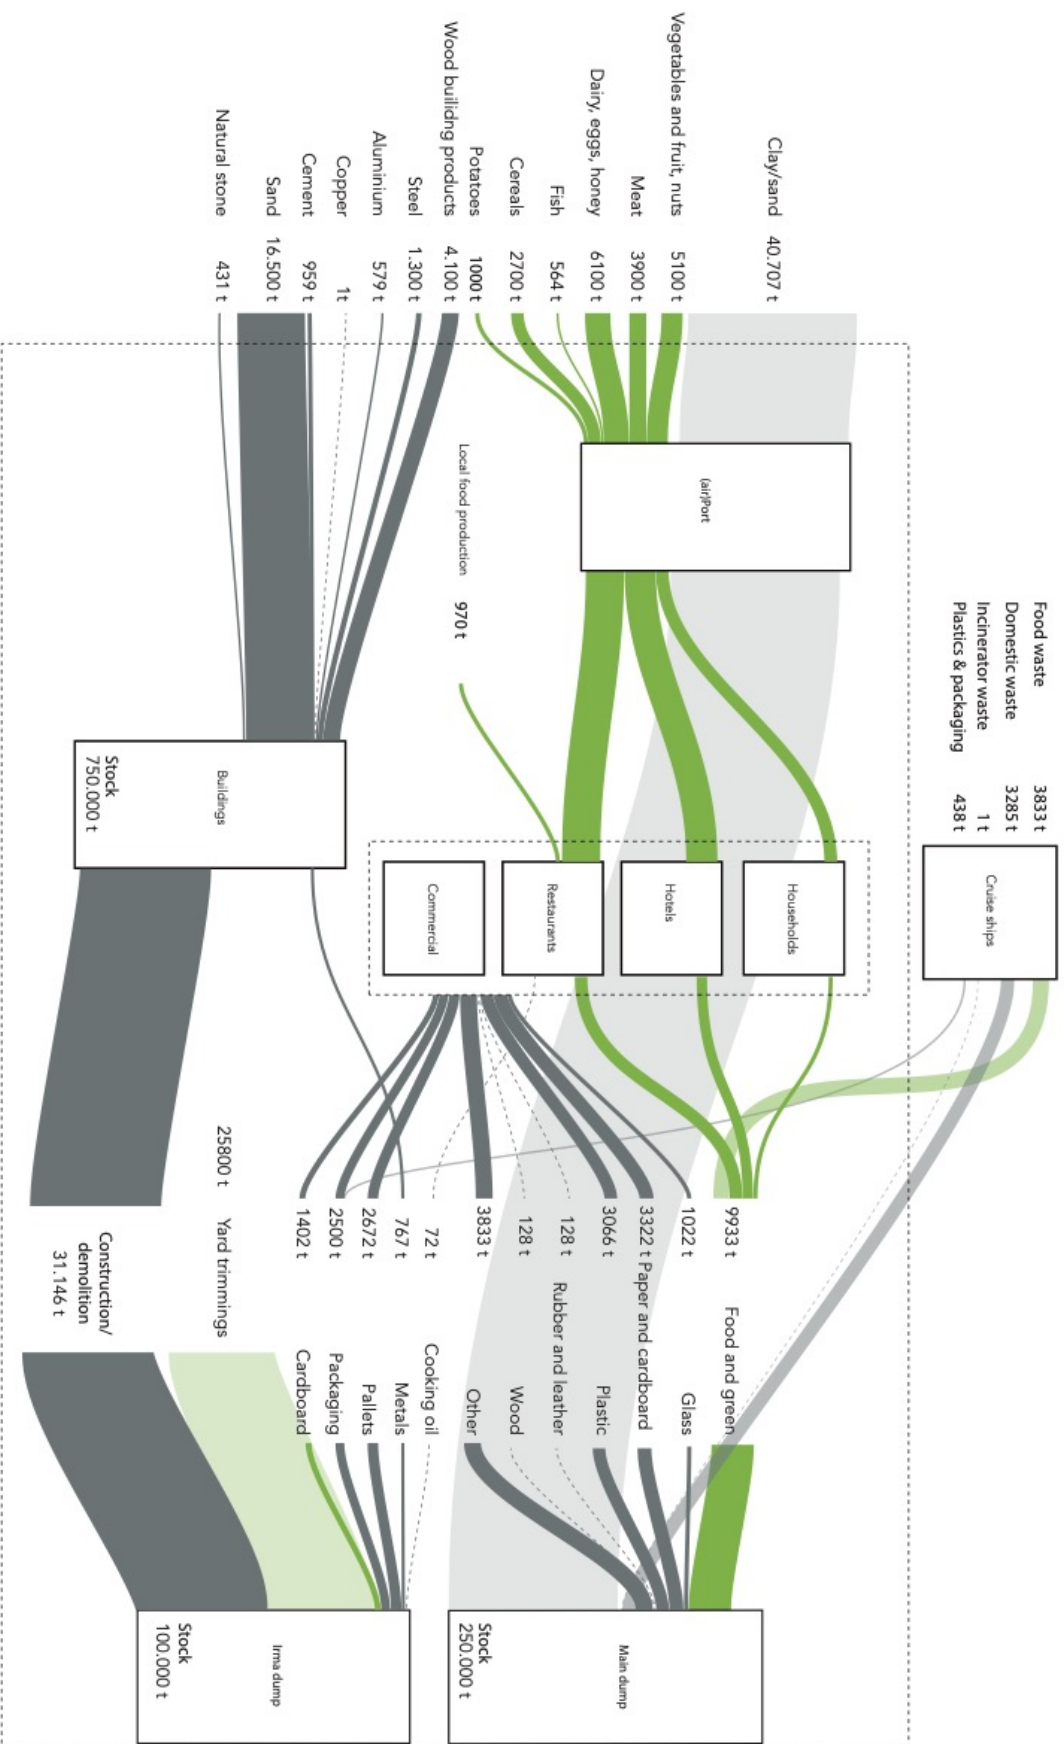 Food waste 3833 t
Domestic waste 3285 t
Incinerator waste 1 t
Plastics & packaging 438 t
Cruise ships
Clay/sand 40.707 t
Vegetables and fruit, nuts 5100 t
Meat 3900 t
Dairy, eggs, honey 6100 t
Fish 564 t
Cereals 2700 t
Potatoes 1000 t
Wood builidng products 4.100 t
Steel 1.300 t
Aluminium 579 t
Copper 1t
Cement 959 t
Sand 16.500 t
Natural stone 431 t
(air)Port
Local food production 970 t
Households
Hotels
Restaurants
Commercial
Buildings
Stock
750.000 t
9933 t Food and green
1022 t Glass
3322 t Paper and cardboard
3066 t Plastic
128 t Rubber and leather
128 t Wood
3833 t Other
72 t Cooking oil
767 t Metals
2672 t Pallets
2500 t Packaging
1402 t Cardboard
25800 t Yard trimmings
Construction/
demolition
31.146 t
Main dump
Stock
250.000 t
Irma dump
Stock
100.000 t